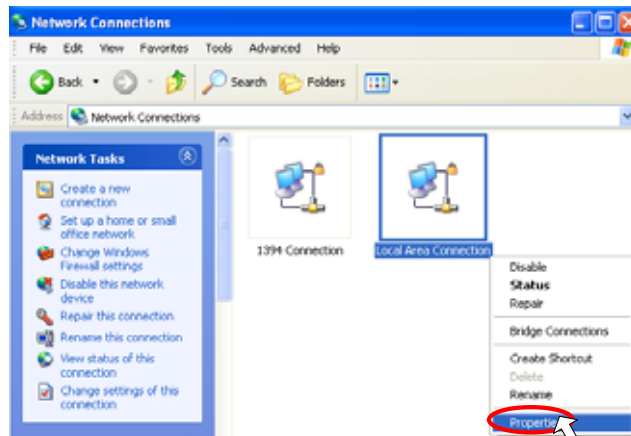 Network Connections
File Edit View Favorites Tools Advanced Help
Back Search Folders
Address Network Connections
Network Tasks
Create a new
connection
Set up a home or small
office network
Change Windows
Firewall settings
Disable this network
device
Repair this connection
Rename this connection
View status of this
connection
Change settings of this
connection
1394 Connection
Local Area Connection
Disable
Status
Repair
Bridge Connections
Create Shortcut
Delete
Rename